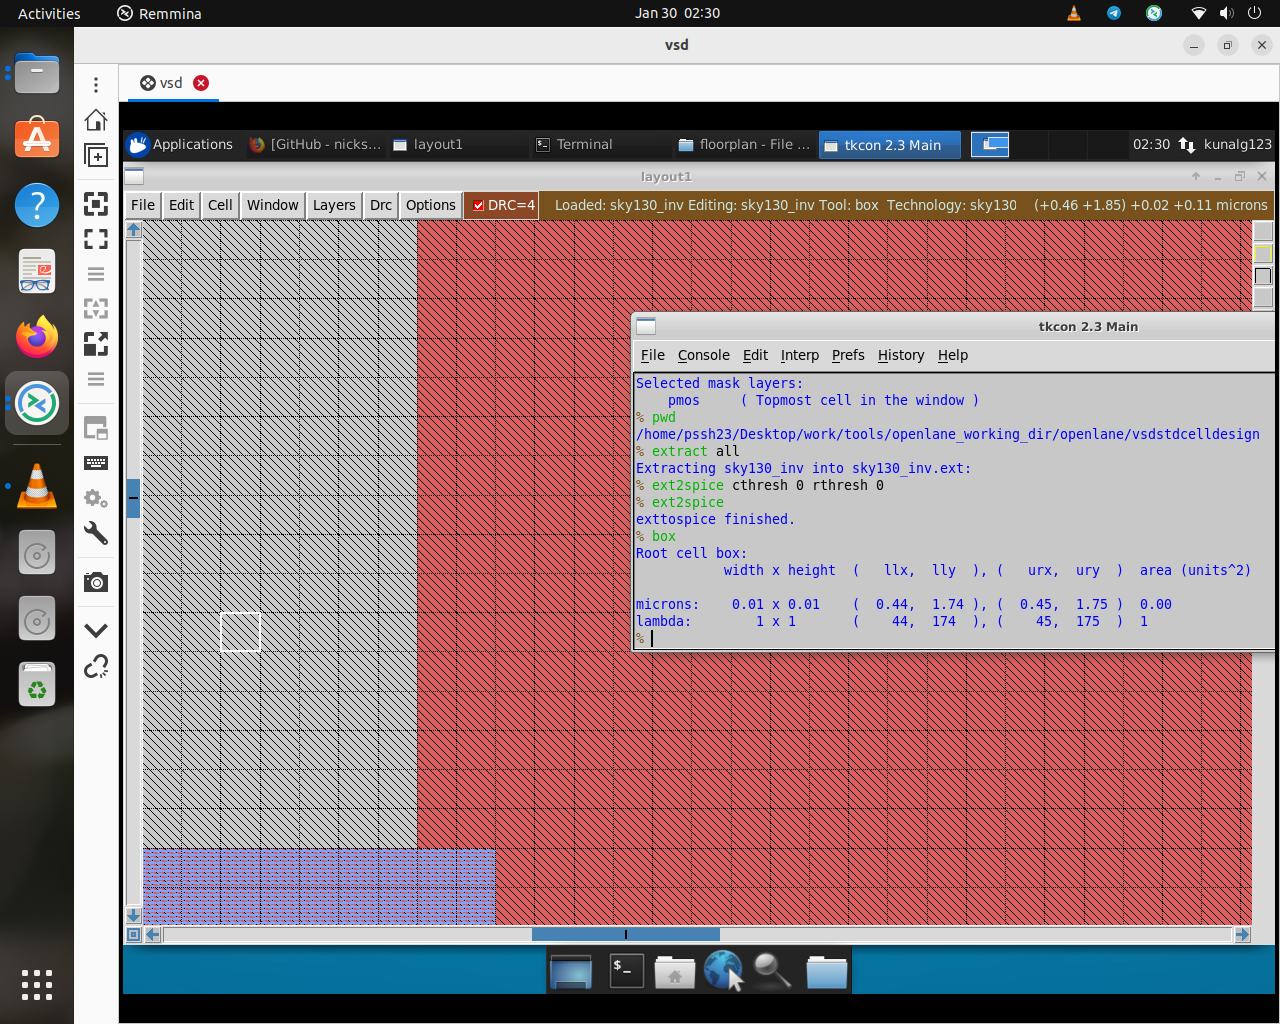 Activities
Remmina
Jan 30 02:30
vsd
vsd
Applications
[GitHub - nicks...
layout1
Terminal
floorplan - File ...
tkcon 2.3 Main
02:30
kunalg123
layout1
File Edit Cell Window Layers Drc Options DRC=4 Loaded: sky130_inv Editing: sky130_inv Tool: box Technology: sky130 (+0.46 +1.85) +0.02 +0.11 microns
tkcon 2.3 Main
File Console Edit Interp Prefs History Help
Selected mask layers:
pmos ( Topmost cell in the window )
% pwd
/home/pssh23/Desktop/work/tools/openlane_working_dir/openlane/vsdstdcelldesign
% extract all
Extracting sky130_inv into sky130_inv.ext:
% ext2spice cthresh 0 rthresh 0
% ext2spice
exttospice finished.
% box
Root cell box:
width x height ( llx, lly ), ( urx, ury ) area (units^2)
microns: 0.01 x 0.01 ( 0.44, 1.74 ), ( 0.45, 1.75 ) 0.00
lambda: 1 x 1 ( 44, 174 ), ( 45, 175 ) 1
%
$_